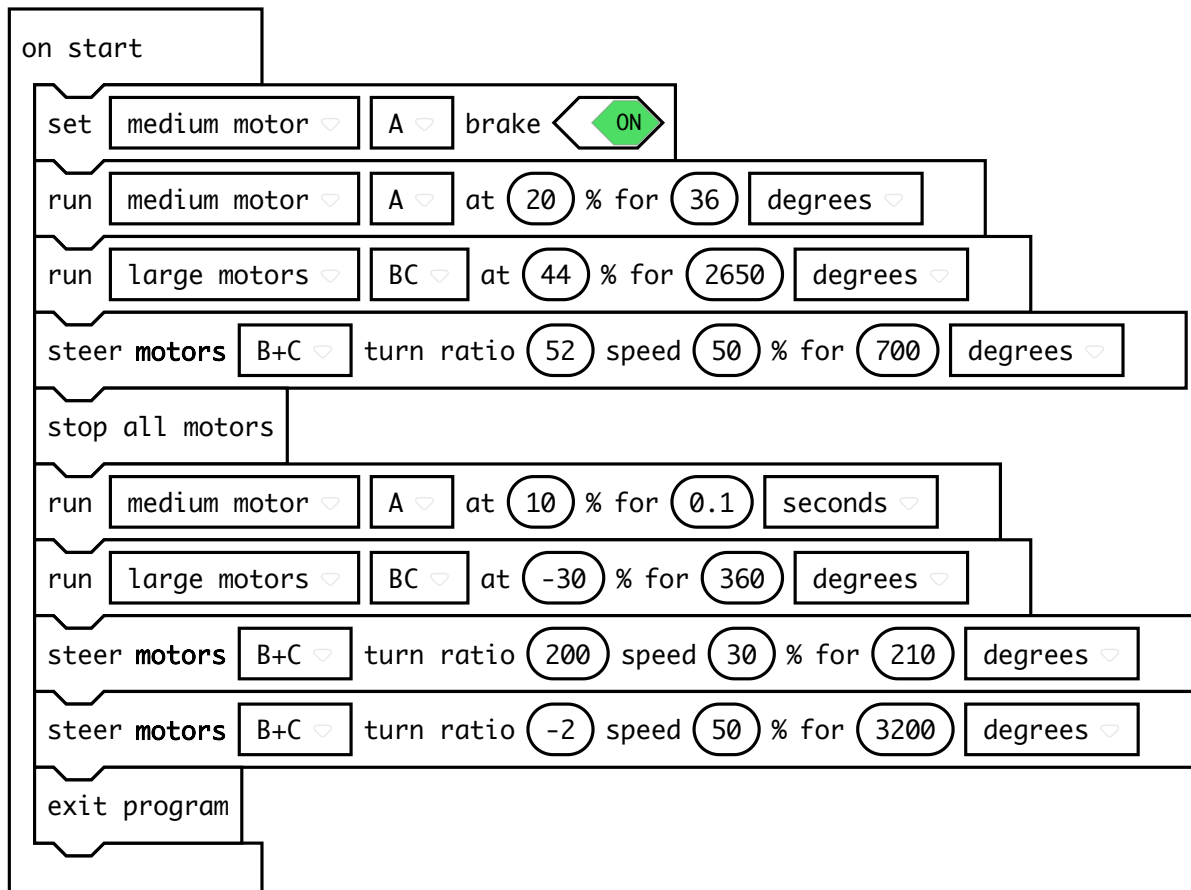 on start
set medium motor A brake ON
run medium motor A at 20 % for 36 degrees
run large motors BC at 44 % for 2650 degrees
steer motors B+C turn ratio 52 speed 50 % for 700 degrees
stop all motors
run medium motor A at 10 % for 0.1 seconds
run large motors BC at -30 % for 360 degrees
steer motors B+C turn ratio 200 speed 30 % for 210 degrees
steer motors B+C turn ratio -2 speed 50 % for 3200 degrees
exit program